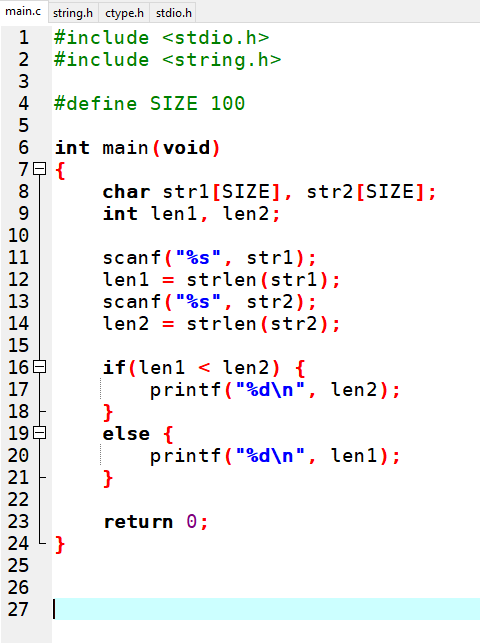 main.c string.h ctype.h stdio.h
1 #include <stdio.h>
2 #include <string.h>
3
4 #define SIZE 100
5
6 int main(void)
7 {
8     char str1[SIZE], str2[SIZE];
9     int len1, len2;
10
11     scanf("%s", str1);
12     len1 = strlen(str1);
13     scanf("%s", str2);
14     len2 = strlen(str2);
15
16     if(len1 < len2) {
17         printf("%d\n", len2);
18     }
19     else {
20         printf("%d\n", len1);
21     }
22
23     return 0;
24 }
25
26
27